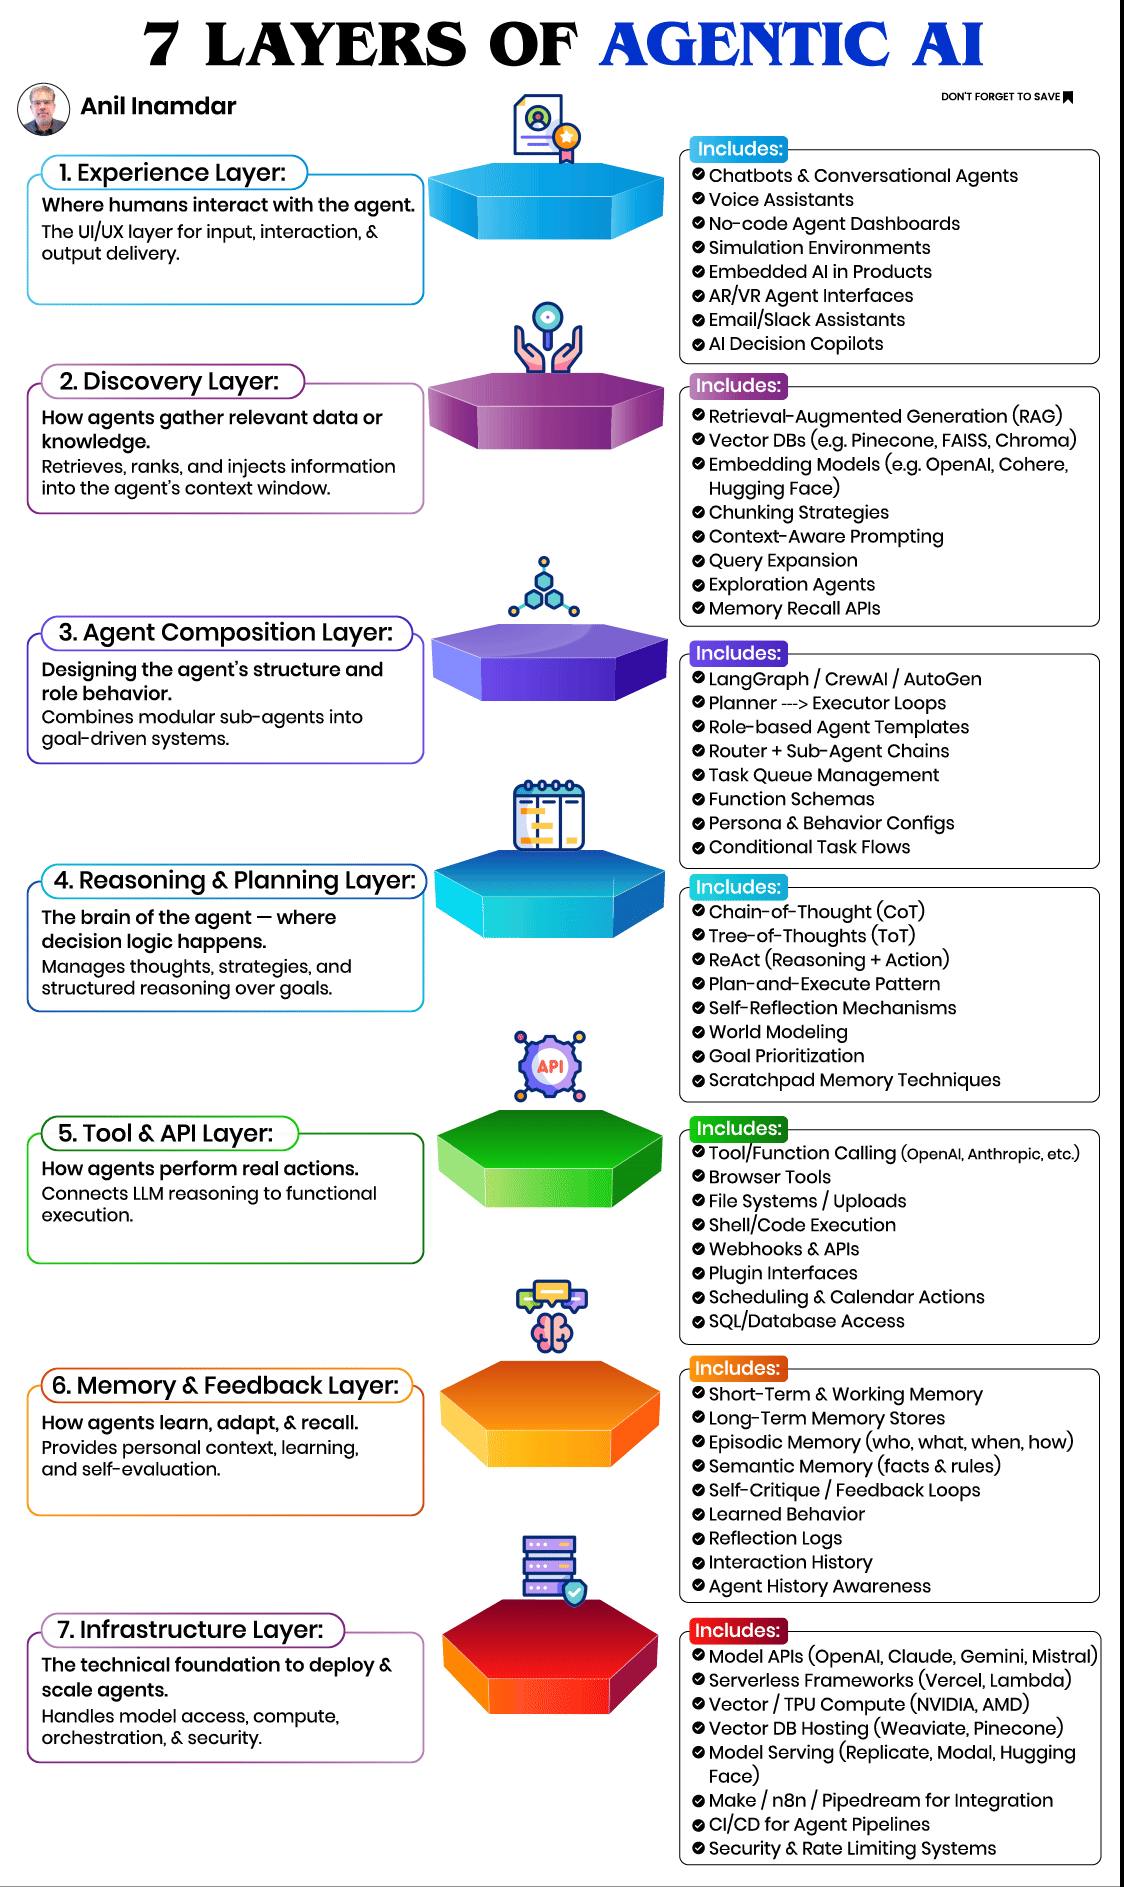 7 LAYERS OF AGENTIC AI
Anil Inamdar
DON'T FORGET TO SAVE
1. Experience Layer:
Where humans interact with the agent.
The UI/UX layer for input, interaction, &
output delivery.
Includes:
Chatbots & Conversational Agents
Voice Assistants
No-code Agent Dashboards
Simulation Environments
Embedded AI in Products
AR/VR Agent Interfaces
Email/Slack Assistants
AI Decision Copilots
2. Discovery Layer:
How agents gather relevant data or
knowledge.
Retrieves, ranks, and injects information
into the agent's context window.
Includes:
Retrieval-Augmented Generation (RAG)
Vector DBs (e.g. Pinecone, FAISS, Chroma)
Embedding Models (e.g. OpenAI, Cohere,
Hugging Face)
Chunking Strategies
Context-Aware Prompting
Query Expansion
Exploration Agents
Memory Recall APIs
3. Agent Composition Layer:
Designing the agent's structure and
role behavior.
Combines modular sub-agents into
goal-driven systems.
Includes:
LangGraph / CrewAI / AutoGen
Planner ---> Executor Loops
Role-based Agent Templates
Router + Sub-Agent Chains
Task Queue Management
Function Schemas
Persona & Behavior Configs
Conditional Task Flows
4. Reasoning & Planning Layer:
The brain of the agent — where
decision logic happens.
Manages thoughts, strategies, and
structured reasoning over goals.
Includes:
Chain-of-Thought (CoT)
Tree-of-Thoughts (ToT)
ReAct (Reasoning + Action)
Plan-and-Execute Pattern
Self-Reflection Mechanisms
World Modeling
Goal Prioritization
Scratchpad Memory Techniques
API
5. Tool & API Layer:
How agents perform real actions.
Connects LLM reasoning to functional
execution.
Includes:
Tool/Function Calling (OpenAI, Anthropic, etc.)
Browser Tools
File Systems / Uploads
Shell/Code Execution
Webhooks & APIs
Plugin Interfaces
Scheduling & Calendar Actions
SQL/Database Access
6. Memory & Feedback Layer:
How agents learn, adapt, & recall.
Provides personal context, learning,
and self-evaluation.
Includes:
Short-Term & Working Memory
Long-Term Memory Stores
Episodic Memory (who, what, when, how)
Semantic Memory (facts & rules)
Self-Critique / Feedback Loops
Learned Behavior
Reflection Logs
Interaction History
Agent History Awareness
7. Infrastructure Layer:
The technical foundation to deploy &
scale agents.
Handles model access, compute,
orchestration, & security.
Includes:
Model APIs (OpenAI, Claude, Gemini, Mistral)
Serverless Frameworks (Vercel, Lambda)
Vector / TPU Compute (NVIDIA, AMD)
Vector DB Hosting (Weaviate, Pinecone)
Model Serving (Replicate, Modal, Hugging
Face)
Make / n8n / Pipedream for Integration
CI/CD for Agent Pipelines
Security & Rate Limiting Systems